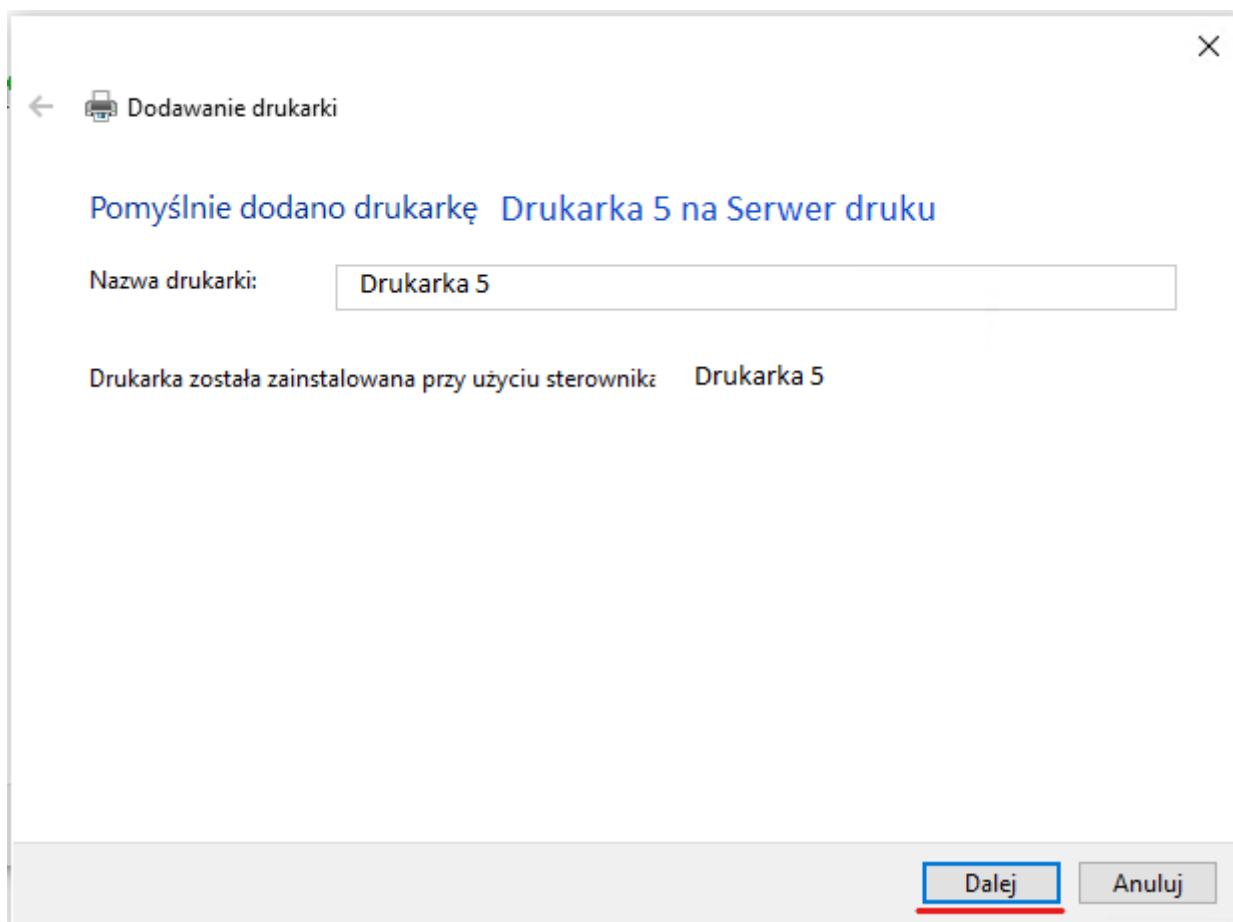 Dodawanie drukarki
Pomyślnie dodano drukarkę Drukarka 5 na Serwer druku
Nazwa drukarki: Drukarka 5
Drukarka została zainstalowana przy użyciu sterownika Drukarka 5
Dalej Anuluj